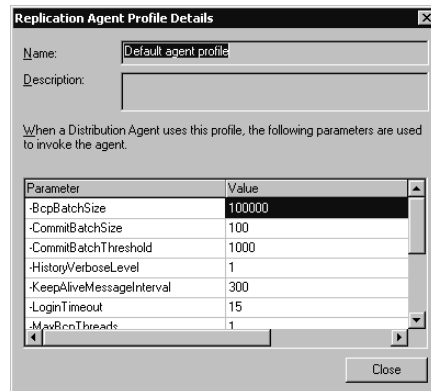 Replication Agent Profile Details
Name: Default agent profile
Description:
When a Distribution Agent uses this profile, the following parameters are used
to invoke the agent.
Parameter Value
-BcpBatchSize 100000
-CommitBatchSize 100
-CommitBatchThreshold 1000
-HistoryVerboseLevel 1
-KeepAliveMessageInterval 300
-LoginTimeout 15
-MaxBcpThreads 1
Close